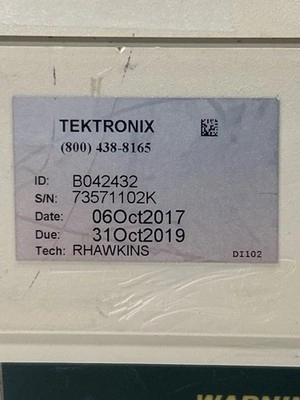 TEKTRONIX
(800) 438-8165
ID: B042432
S/N: 73571102K
Date: 06Oct2017
Due: 31Oct2019
Tech: RHAWKINS
DI102